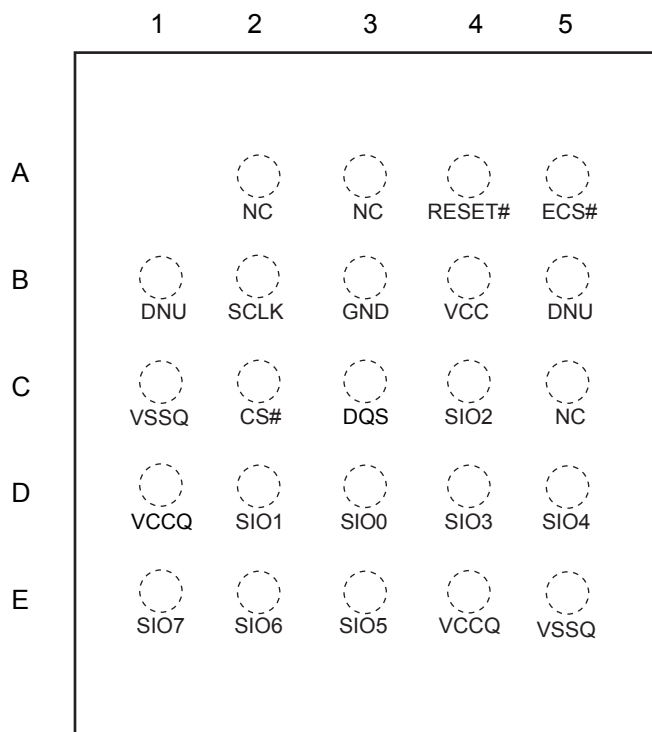 1 2 3 4 5
A
NC NC RESET# ECS#
B
DNU SCLK GND VCC DNU
C
VSSQ CS# DQS SIO2 NC
D
VCCQ SIO1 SIO0 SIO3 SIO4
E
SIO7 SIO6 SIO5 VCCQ VSSQ